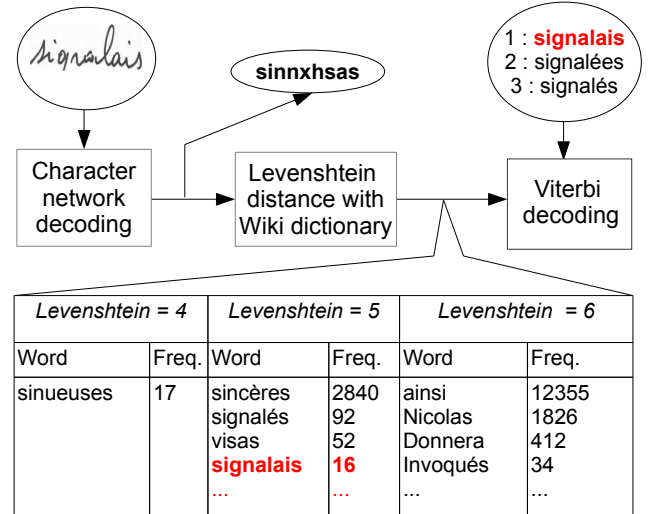 signalais
sinnxhsas
1 : signalais
2 : signalées
3 : signalés
Character
network
decoding
Levenshtein
distance with
Wiki dictionary
Viterbi
decoding
Levenshtein = 4 Levenshtein = 5 Levenshtein = 6
Word Freq. Word Freq. Word Freq.
sinueuses 17 sincères 2840 ainsi 12355
signalés 92 Nicolas 1826
visas 52 Donnera 412
signalais 16 Invoqués 34
... ... ... ...